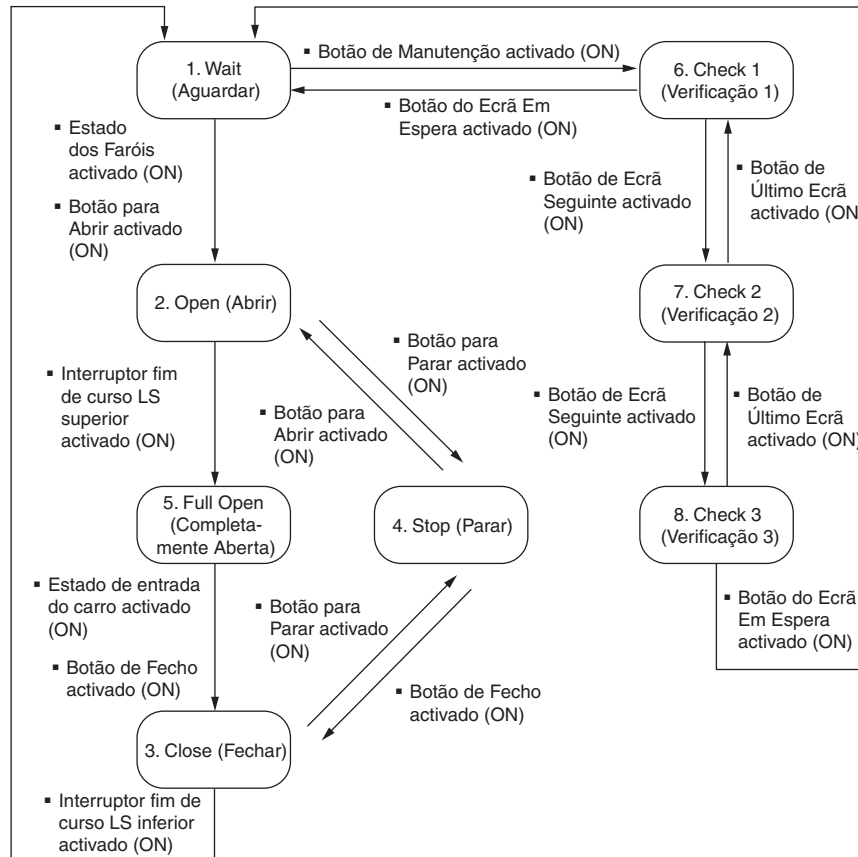 1. Wait
(Aguardar)
▪ Botão de Manutenção activado (ON)
6. Check 1
(Verificação 1)
▪ Botão do Ecrã Em
Espera activado (ON)
▪ Estado
dos Faróis
activado (ON)
▪ Botão para
Abrir activado
(ON)
▪ Botão de Ecrã
Seguinte activado
(ON)
▪ Botão de
Último Ecrã
activado (ON)
2. Open (Abrir)
7. Check 2
(Verificação 2)
▪ Interruptor fim
de curso LS
superior
activado (ON)
▪ Botão para
Parar activado
(ON)
▪ Botão para
Abrir activado
(ON)
▪ Botão de Ecrã
Seguinte activado
(ON)
▪ Botão de
Último Ecrã
activado (ON)
5. Full Open
(Completa-
mente Aberta)
4. Stop (Parar)
8. Check 3
(Verificação 3)
▪ Estado de entrada
do carro activado
(ON)
▪ Botão de Fecho
activado (ON)
▪ Botão para
Parar activado
(ON)
▪ Botão de Fecho
activado (ON)
▪ Botão do Ecrã
Em Espera
activado (ON)
3. Close (Fechar)
▪ Interruptor fim de
curso LS inferior
activado (ON)